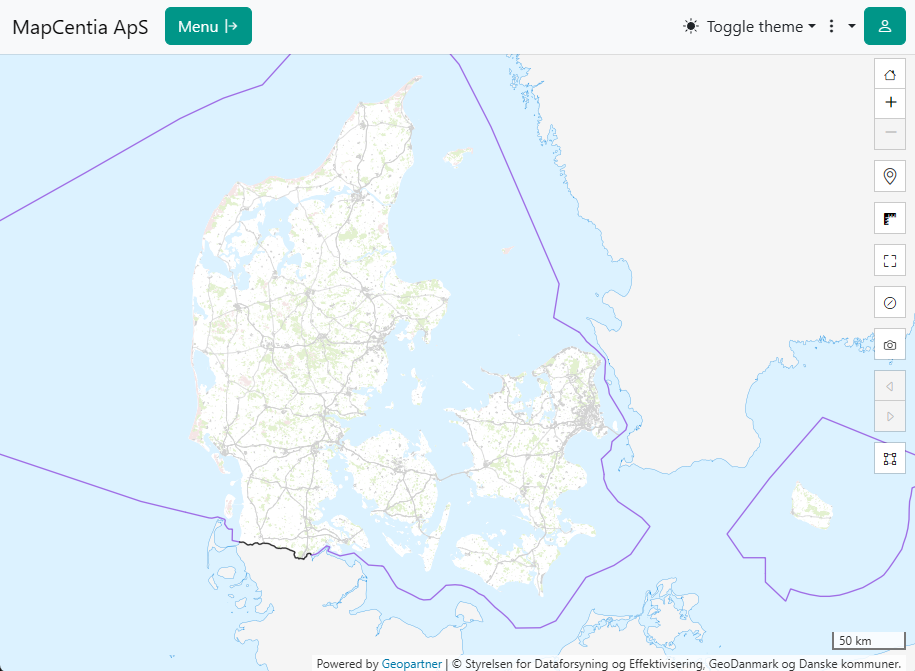 MapCentia ApS
Menu
Toggle theme
50 km
Powered by Geopartner | © Styrelsen for Dataforsyning og Effektivisering, GeoDanmark og Danske kommuner.